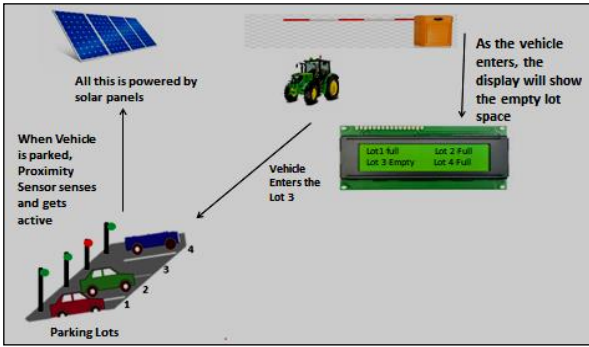 All this is powered by
solar panels
As the vehicle
enters, the
display will show
the empty lot
space
When Vehicle
is parked,
Proximity
Sensor senses
and gets
active
Lot1 full Lot 2 Full
Lot 3 Empty Lot 4 Full
Vehicle
Enters the
Lot 3
4
3
2
1
Parking Lots